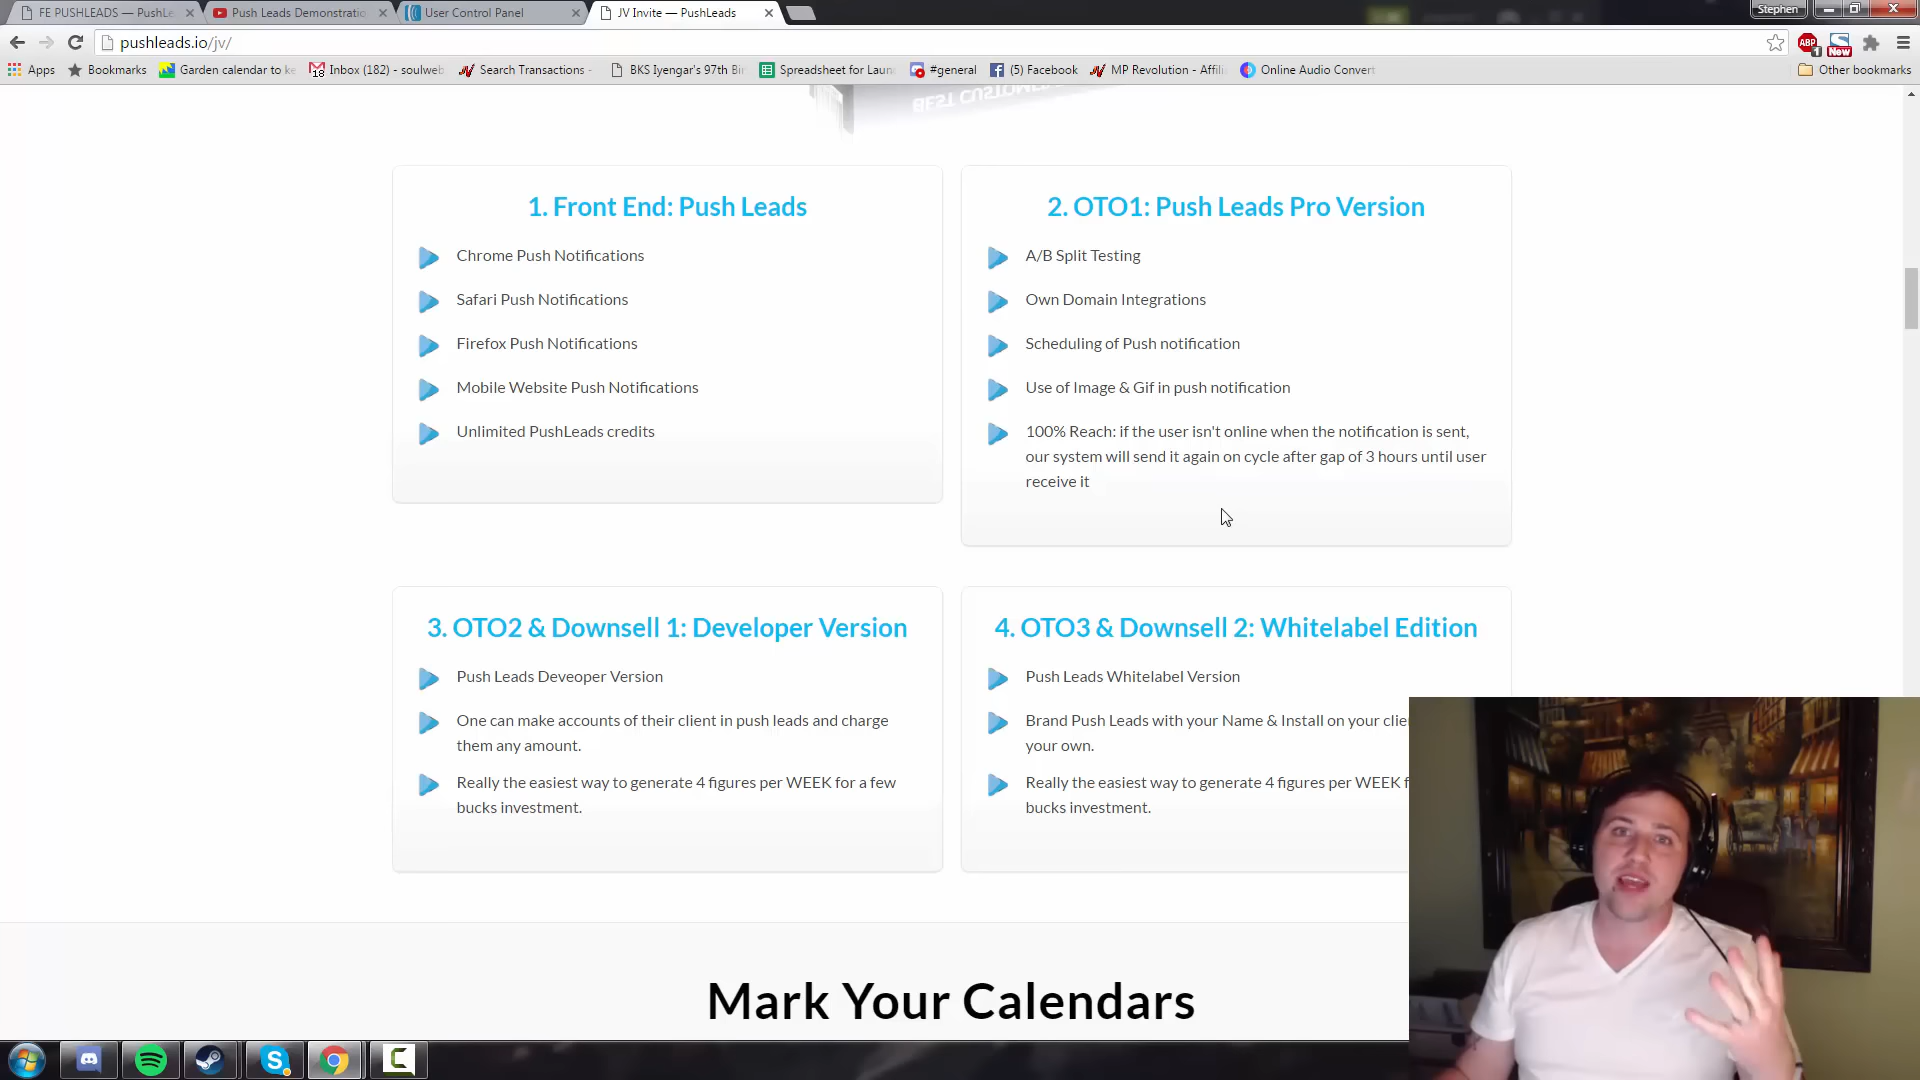 FE PUSHLEADS — PushLe
Push Leads Demonstratio
User Control Panel
JV Invite — PushLeads
Stephen
pushleads.io/jv/
ABP
1
New
Apps
Bookmarks
Garden calendar to ke
Inbox (182) - soulweb
Search Transactions -
BKS Iyengar's 97th Bi
Spreadsheet for Laun
#general
(5) Facebook
MP Revolution - Affili
Online Audio Convert
Other bookmarks
BEST CUSTOME
1. Front End: Push Leads
Chrome Push Notifications
Safari Push Notifications
Firefox Push Notifications
Mobile Website Push Notifications
Unlimited PushLeads credits
2. OTO1: Push Leads Pro Version
A/B Split Testing
Own Domain Integrations
Scheduling of Push notification
Use of Image & Gif in push notification
100% Reach: if the user isn't online when the notification is sent,
our system will send it again on cycle after gap of 3 hours until user
receive it
3. OTO2 & Downsell 1: Developer Version
Push Leads Deveoper Version
One can make accounts of their client in push leads and charge
them any amount.
Really the easiest way to generate 4 figures per WEEK for a few
bucks investment.
4. OTO3 & Downsell 2: Whitelabel Edition
Push Leads Whitelabel Version
Brand Push Leads with your Name & Install on your clie
your own.
Really the easiest way to generate 4 figures per WEEK f
bucks investment.
Mark Your Calendars